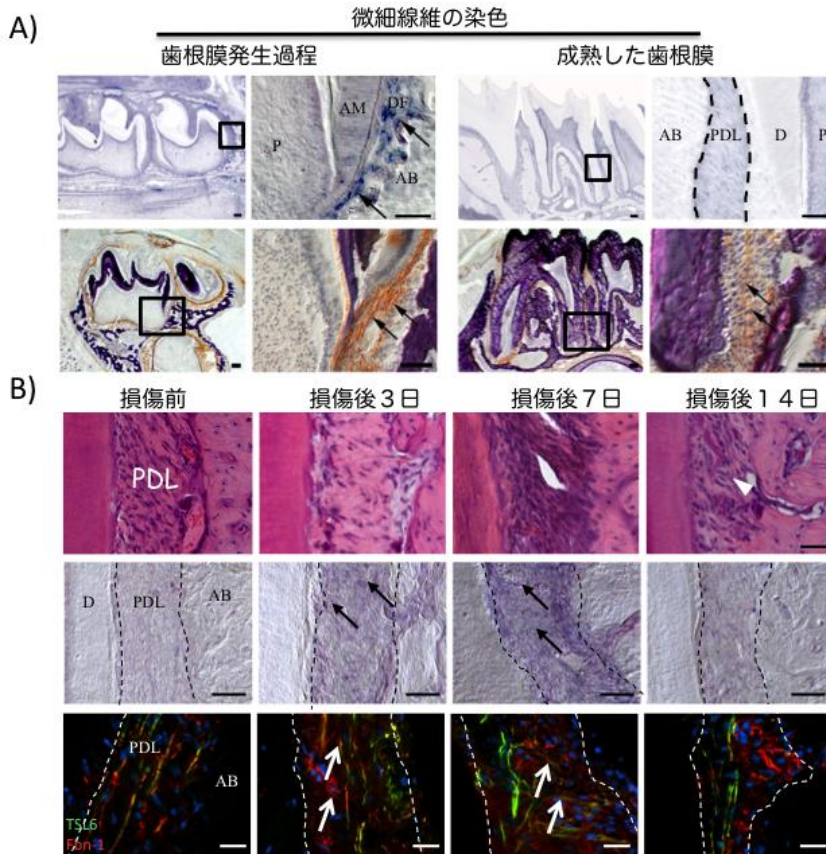 微細線維の染色
A)
歯根膜発生過程 成熟した歯根膜
P AM DF AB
AB PDL D P
B)
損傷前 損傷後3日 損傷後7日 損傷後14日
PDL
D PDL AB
PDL
AB
TSL6
Fbn-1